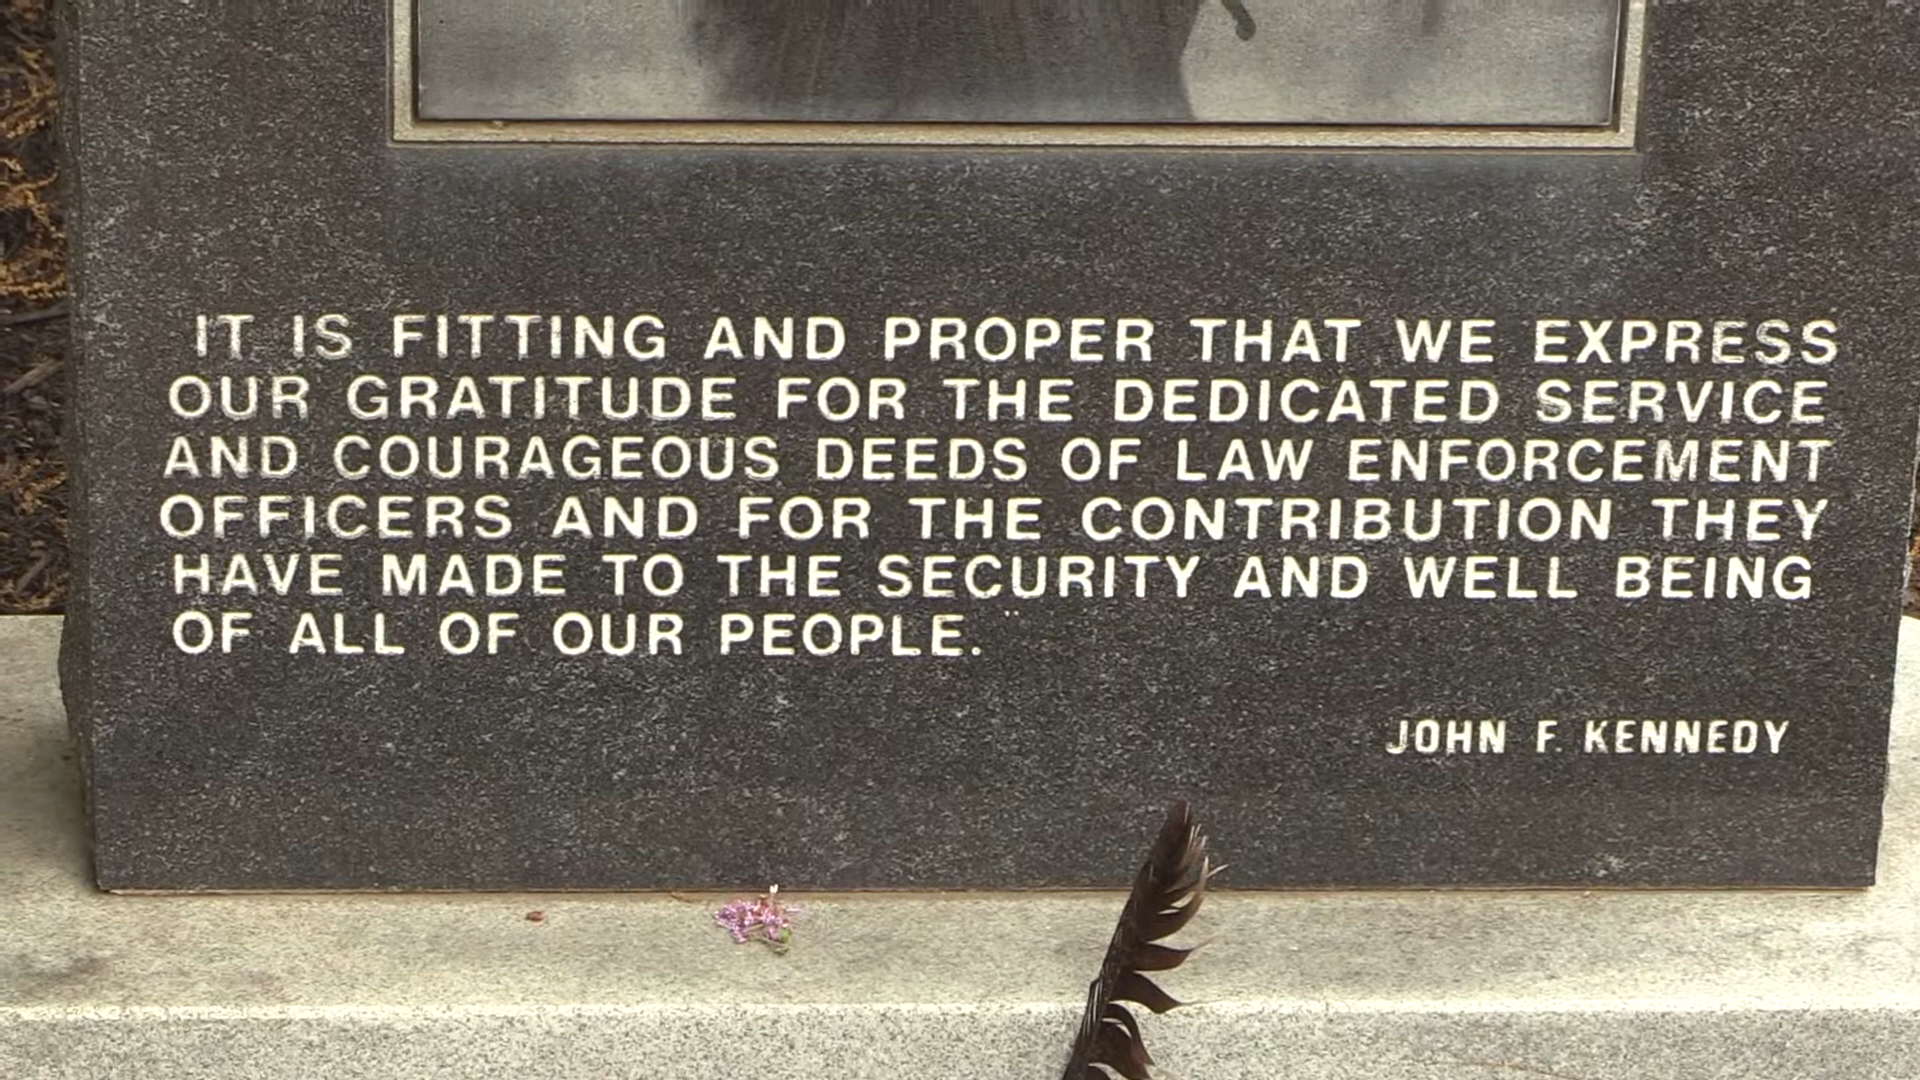 IT IS FITTING AND PROPER THAT WE EXPRESS
OUR GRATITUDE FOR THE DEDICATED SERVICE
AND COURAGEOUS DEEDS OF LAW ENFORCEMENT
OFFICERS AND FOR THE CONTRIBUTION THEY
HAVE MADE TO THE SECURITY AND WELL BEING
OF ALL OF OUR PEOPLE."
JOHN F. KENNEDY